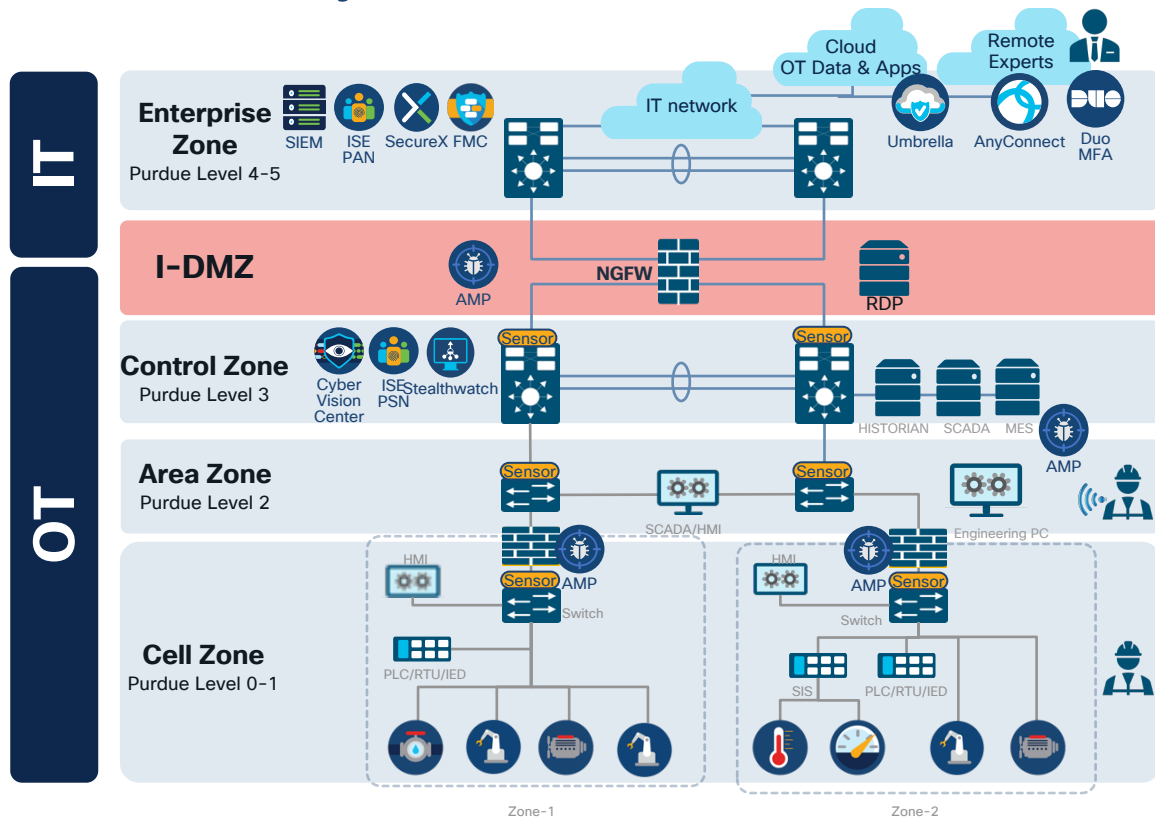 Cloud
OT Data & Apps
Remote
Experts
IT network
IT
Enterprise
Zone
Purdue Level 4-5
SIEM
ISE
PAN
SecureX
FMC
Umbrella
AnyConnect
Duo
MFA
I-DMZ
AMP
NGFW
RDP
OT
Control Zone
Purdue Level 3
Cyber
Vision
Center
ISE
PSN
Stealthwatch
Sensor
Sensor
HISTORIAN
SCADA
MES
AMP
Area Zone
Purdue Level 2
Sensor
Sensor
SCADA/HMI
Engineering PC
Cell Zone
Purdue Level 0-1
HMI
AMP
Sensor
Switch
PLC/RTU/IED
Zone-1
HMI
AMP
Sensor
Switch
SIS
PLC/RTU/IED
Zone-2